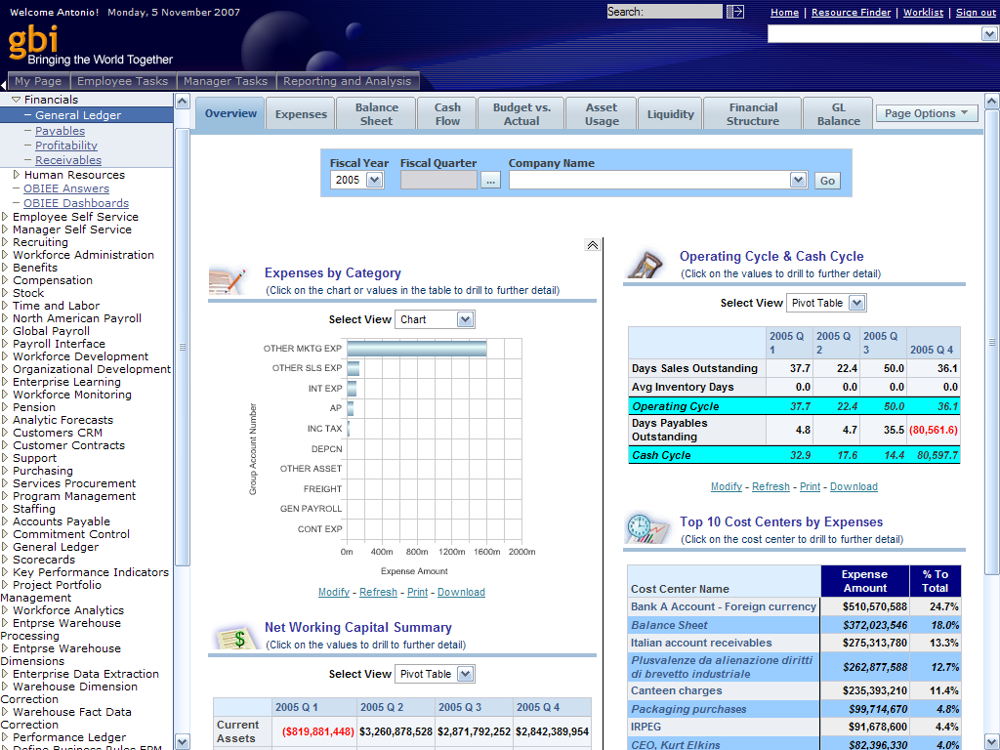 Welcome Antonio! Monday, 5 November 2007
Search:
Home | Resource Finder | Worklist | Sign out
gbi
Bringing the World Together
My Page
Employee Tasks
Manager Tasks
Reporting and Analysis
Financials
General Ledger
Payables
Profitability
Receivables
Human Resources
OBIEE Answers
OBIEE Dashboards
Employee Self Service
Manager Self Service
Recruiting
Workforce Administration
Benefits
Compensation
Stock
Time and Labor
North American Payroll
Global Payroll
Payroll Interface
Workforce Development
Organizational Development
Enterprise Learning
Workforce Monitoring
Pension
Analytic Forecasts
Customers CRM
Customer Contracts
Support
Purchasing
Services Procurement
Program Management
Staffing
Accounts Payable
Commitment Control
General Ledger
Scorecards
Key Performance Indicators
Project Portfolio
Management
Workforce Analytics
Entprse Warehouse
Processing
Entprse Warehouse
Dimensions
Enterprise Data Extraction
Warehouse Dimension
Correction
Warehouse Fact Data
Correction
Performance Ledger
Define Business Rules EPM
Overview
Expenses
Balance
Sheet
Cash
Flow
Budget vs.
Actual
Asset
Usage
Liquidity
Financial
Structure
GL
Balance
Page Options
Fiscal Year
Fiscal Quarter
Company Name
2005
...
Go
Expenses by Category
(Click on the chart or values in the table to drill to further detail)
Select View Chart
Group Account Number
OTHER MKTG EXP
OTHER SLS EXP
INT EXP
AP
INC TAX
DEPCN
OTHER ASSET
FREIGHT
GEN PAYROLL
CONT EXP
0m 400m 800m 1200m 1600m 2000m
Expense Amount
Modify - Refresh - Print - Download
Net Working Capital Summary
(Click on the values to drill to further detail)
Select View Pivot Table
2005 Q 1 2005 Q 2 2005 Q 3 2005 Q 4
Current
Assets
($819,881,448) $3,260,878,528 $2,871,792,252 $2,842,389,954
Operating Cycle & Cash Cycle
(Click on the values to drill to further detail)
Select View Pivot Table
2005 Q
1
2005 Q
2
2005 Q
3
2005 Q 4
Days Sales Outstanding 37.7 22.4 50.0 36.1
Avg Inventory Days 0.0 0.0 0.0 0.0
Operating Cycle 37.7 22.4 50.0 36.1
Days Payables
Outstanding
4.8 4.7 35.5 (80,561.6)
Cash Cycle 32.9 17.6 14.4 80,597.7
Modify - Refresh - Print - Download
Top 10 Cost Centers by Expenses
(Click on the cost center to drill to further detail)
Cost Center Name
Expense
Amount
% To
Total
Bank A Account - Foreign currency $510,570,588 24.7%
Balance Sheet $372,023,546 18.0%
Italian account receivables $275,313,780 13.3%
Plusvalenze da alienazione diritti
di brevetto industriale
$262,877,588 12.7%
Canteen charges $235,393,210 11.4%
Packaging purchases $99,714,670 4.8%
IRPEG $91,678,600 4.4%
CEO, Kurt Elkins $82,396,330 4.0%